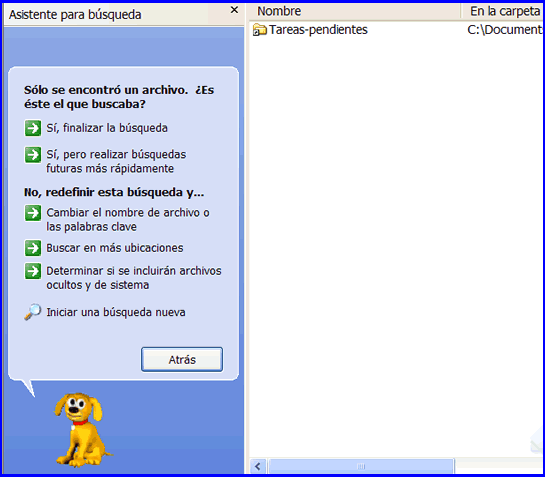 Asistente para búsqueda
Sólo se encontró un archivo. ¿Es
éste el que buscaba?
Sí, finalizar la búsqueda
Sí, pero realizar búsquedas
futuras más rápidamente
No, redefinir esta búsqueda y...
Cambiar el nombre de archivo o
las palabras clave
Buscar en más ubicaciones
Determinar si se incluirán archivos
ocultos y de sistema
Iniciar una búsqueda nueva
Atrás
Nombre
En la carpeta
Tareas-pendientes
C:\Document